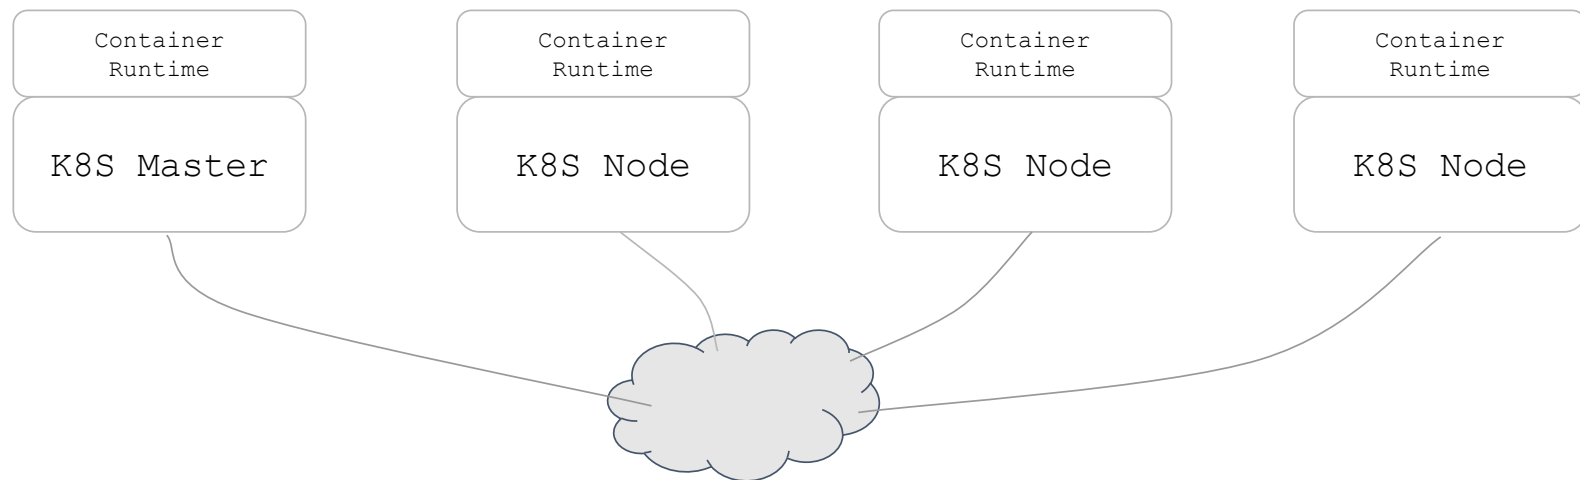 Container
Runtime
K8S Master
Container
Runtime
K8S Node
Container
Runtime
K8S Node
Container
Runtime
K8S Node